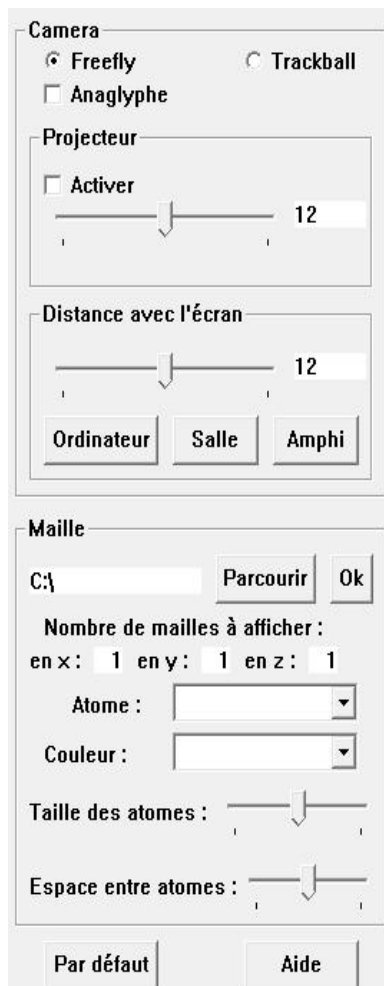 Camera
Freefly Trackball
Anaglyphe
Projecteur
Activer
12
Distance avec l'écran
12
Ordinateur Salle Amphi
Maille
C:\ Parcourir Ok
Nombre de mailles à afficher :
en x : 1 en y : 1 en z : 1
Atome :
Couleur :
Taille des atomes :
Espace entre atomes :
Par défaut Aide